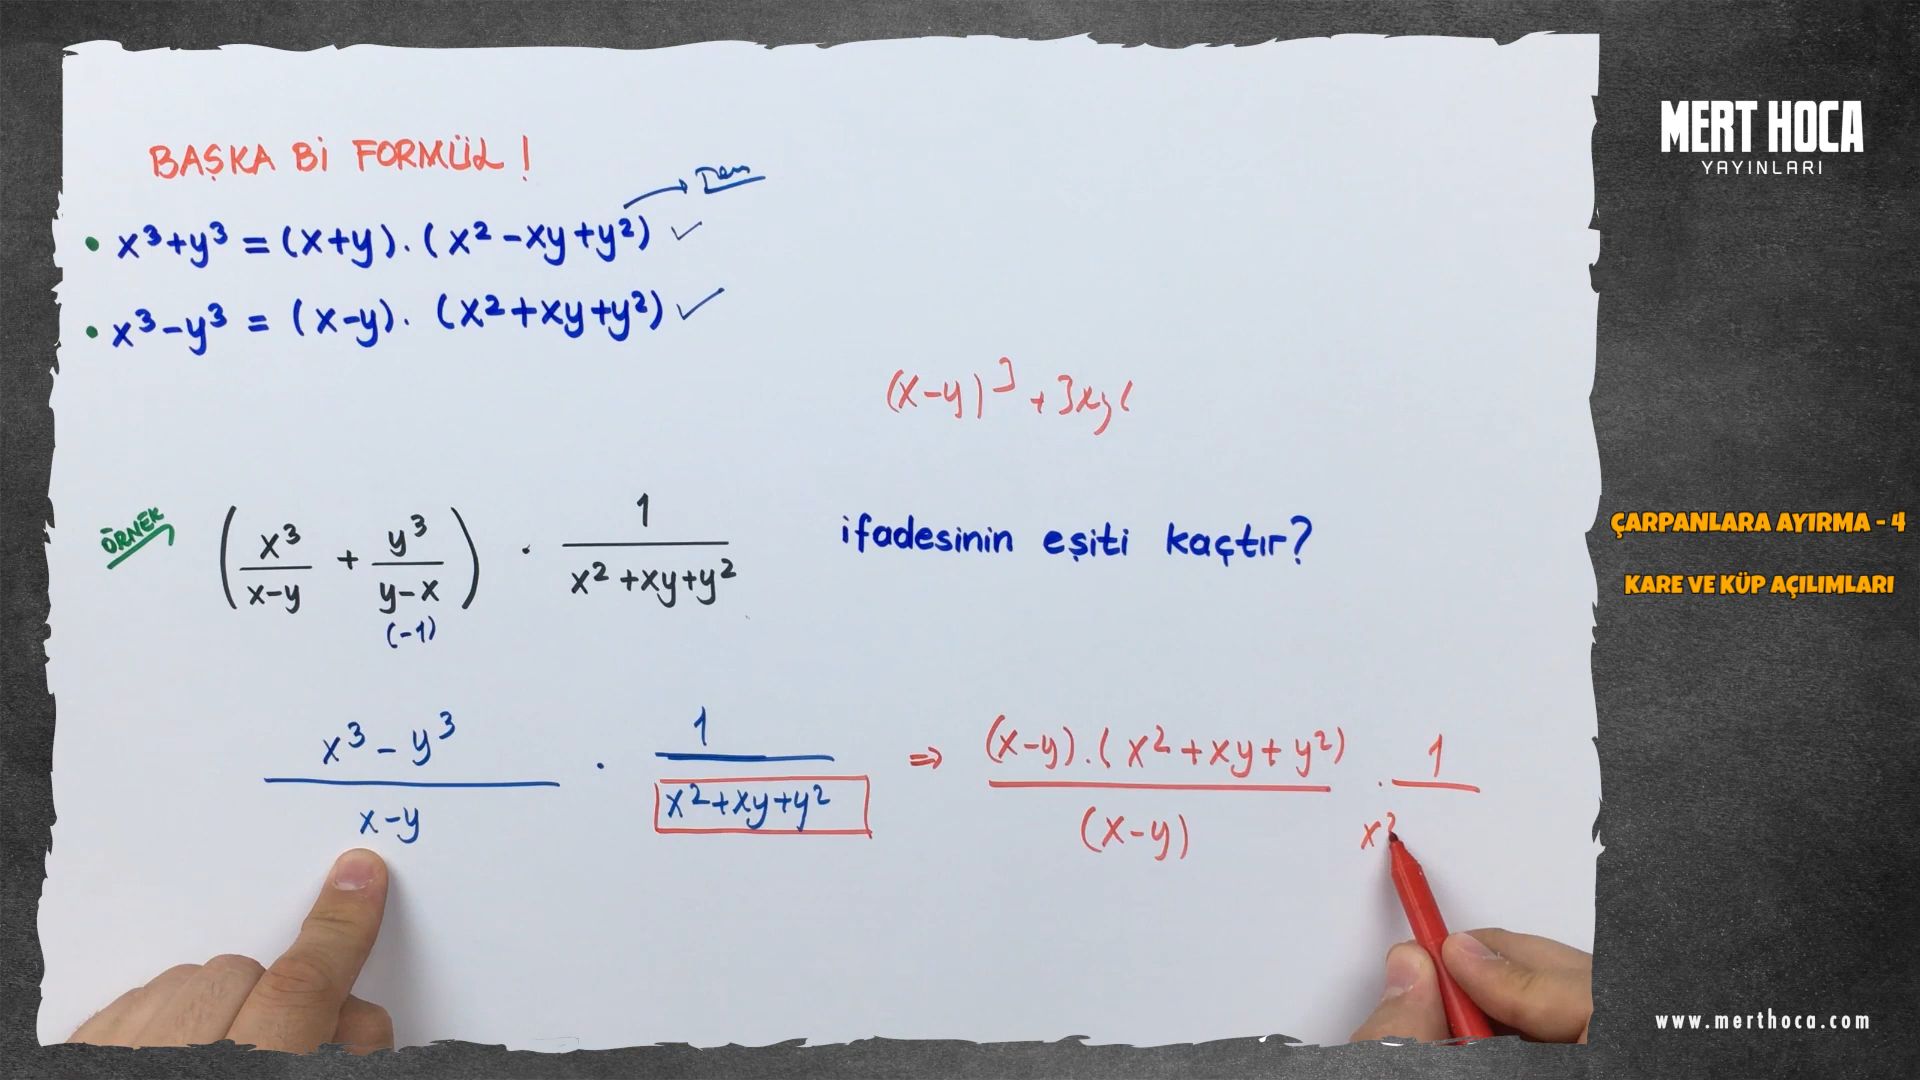 BAŞKA Bİ FORMÜL!
• x³+y³ = (x+y).(x²-xy+y²) ✓
• x³-y³ = (x-y).(x²+xy+y²) ✓
(x-y)³ + 3xy(
ÖRNEK
(x³/(x-y) + y³/(y-x)) . 1/(x²+xy+y²) ifadesinin eşiti kaçtır?
(-1)
(x³-y³)/(x-y) . 1/(x²+xy+y²) ⇒ (x-y).(x²+xy+y²)/(x-y) . 1/x²
MERT HOCA
YAYINLARI
ÇARPANLARA AYIRMA - 4
KARE VE KÜP AÇILIMLARI
www.merthoca.com